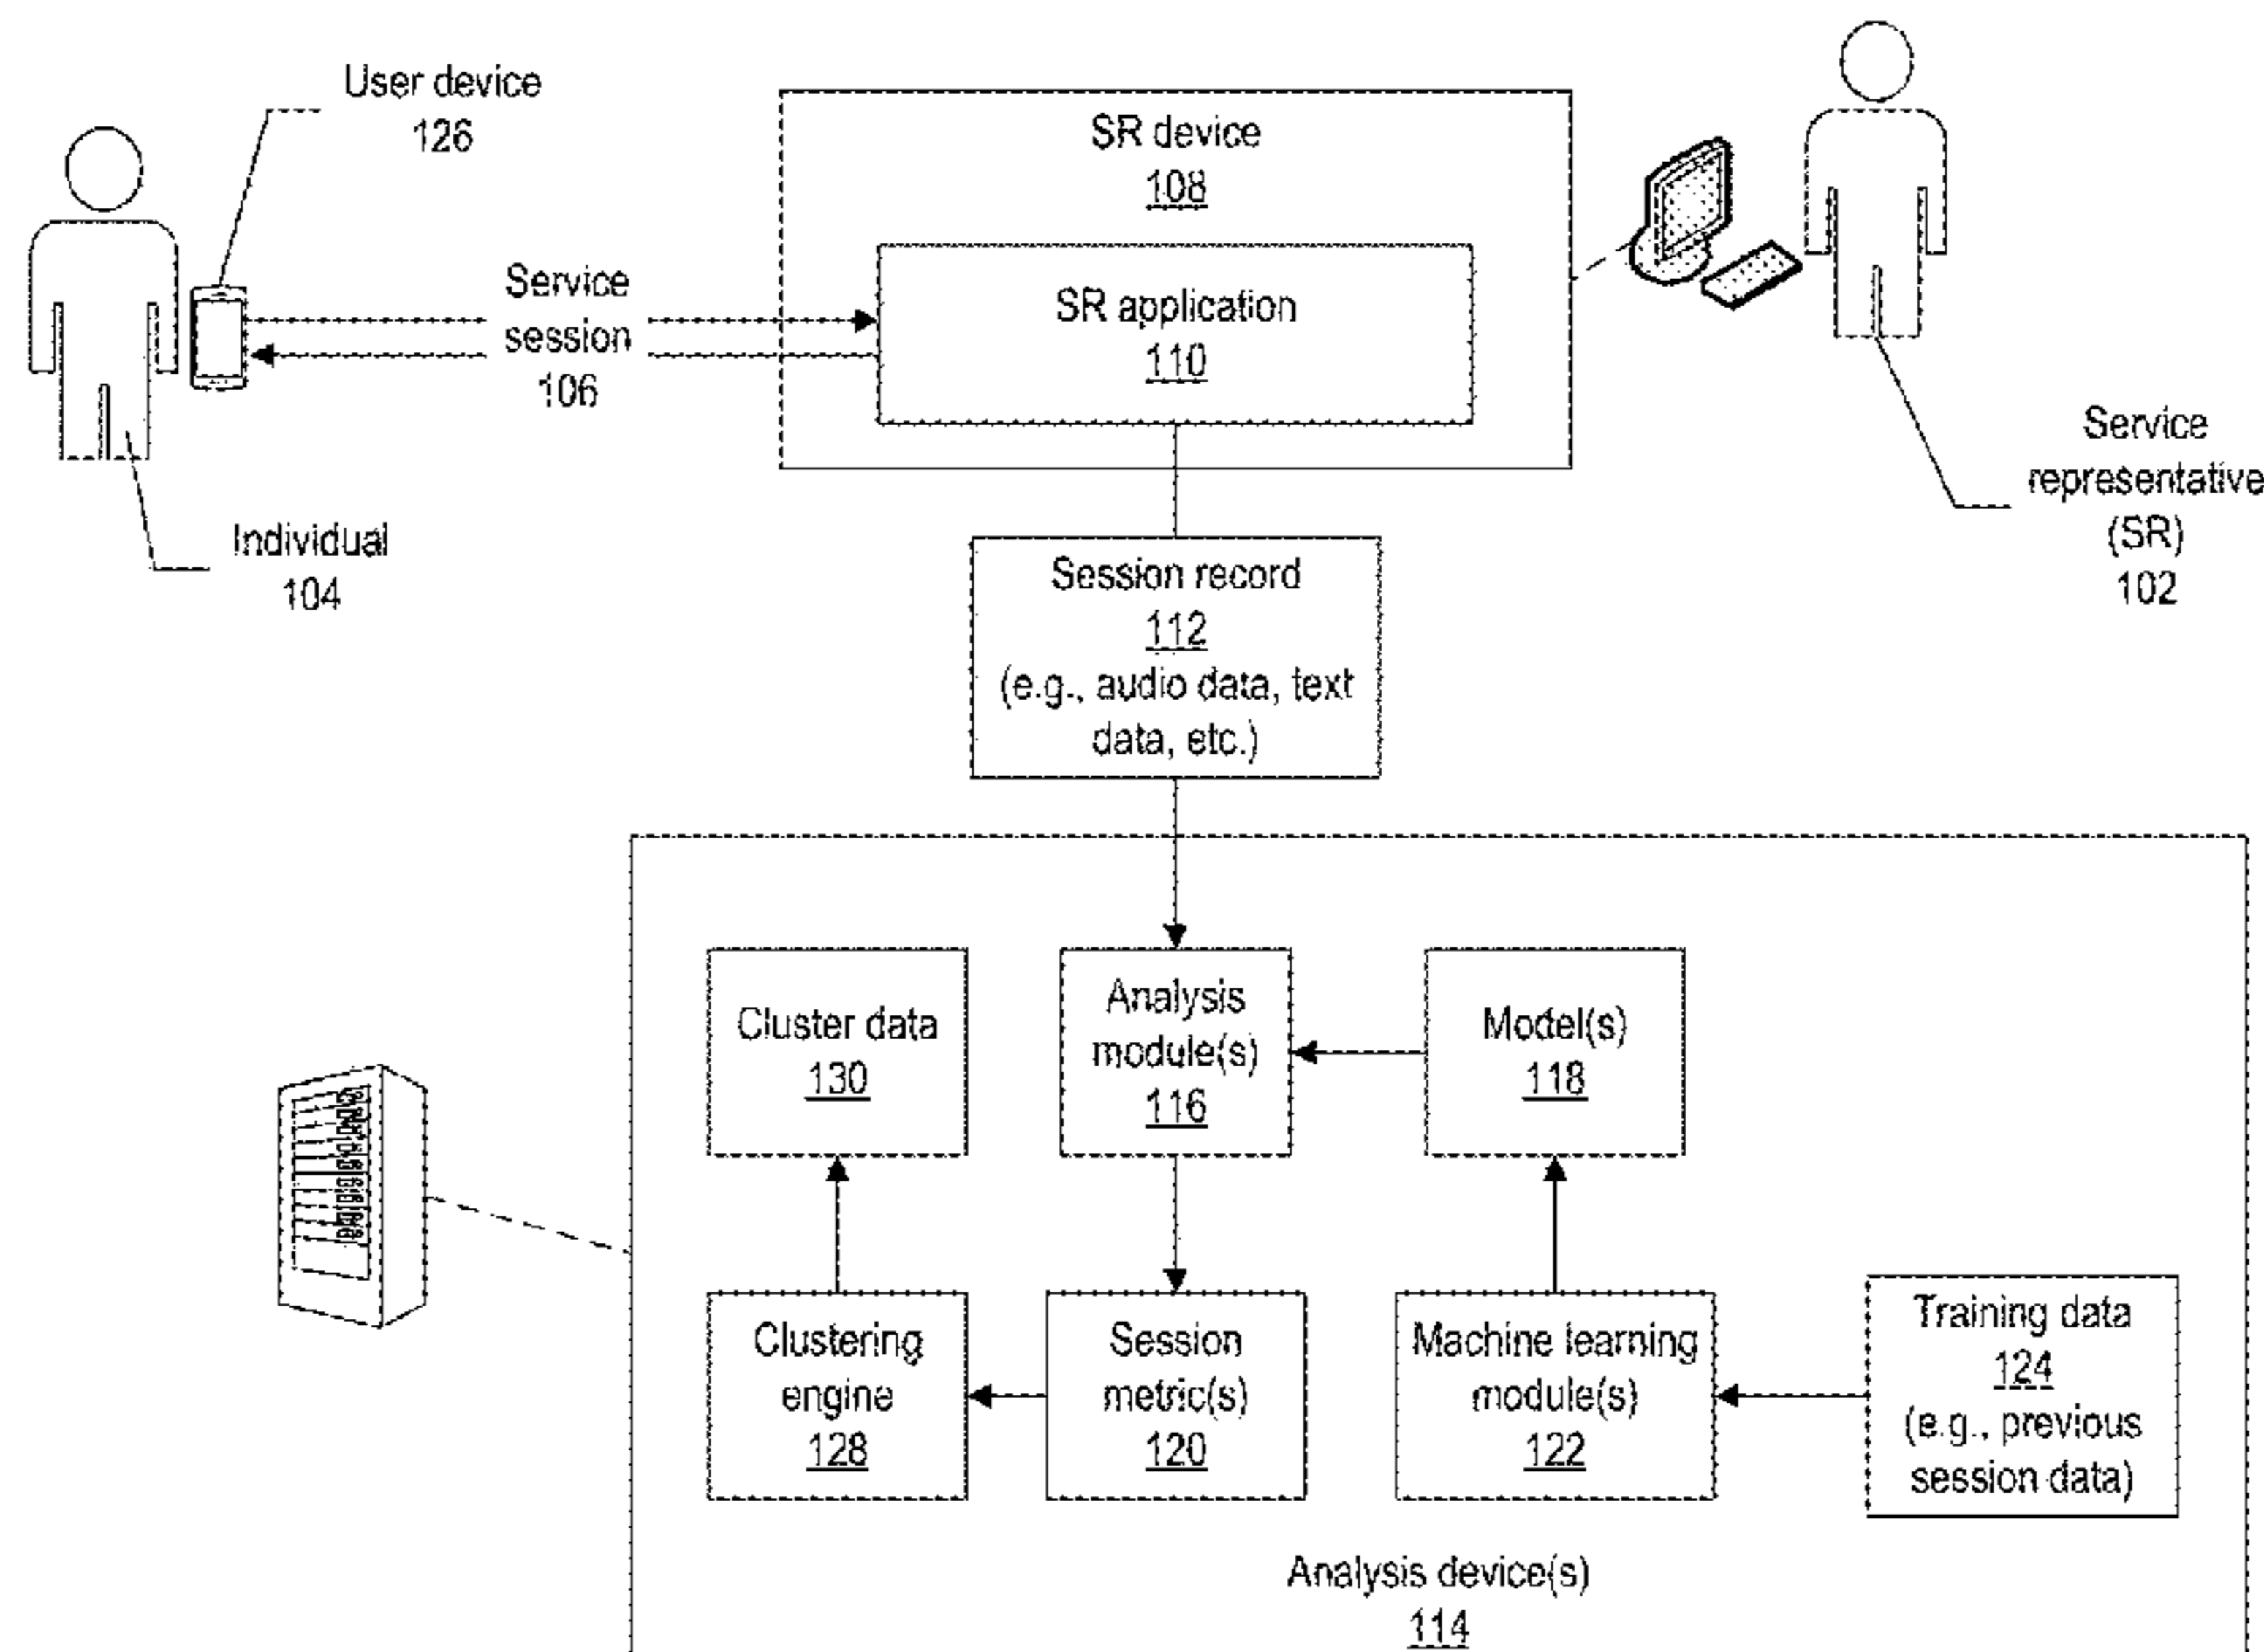 User device
126
SR device
108
Service
session
106
SR application
110
Service
representative
(SR)
102
Individual
104
Session record
112
(e.g., audio data, text
data, etc.)
Cluster data
130
Analysis
module(s)
116
Model(s)
118
Clustering
engine
128
Session
metric(s)
120
Machine learning
module(s)
122
Training data
124
(e.g., previous
session data)
Analysis device(s)
114